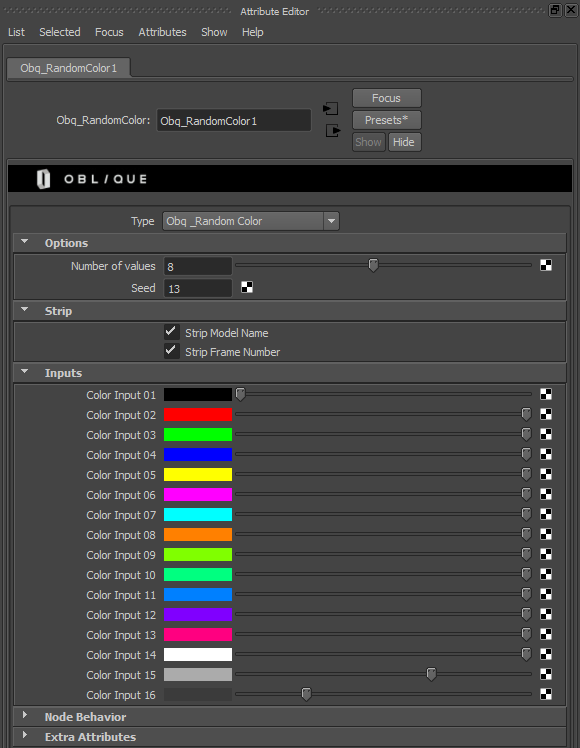 Attribute Editor
List Selected Focus Attributes Show Help
Obq_RandomColor1
Focus
Obq_RandomColor: Obq_RandomColor1
Presets*
Show Hide
OBL/QUE
Type Obq _Random Color
Options
Number of values 8
Seed 13
Strip
Strip Model Name
Strip Frame Number
Inputs
Color Input 01
Color Input 02
Color Input 03
Color Input 04
Color Input 05
Color Input 06
Color Input 07
Color Input 08
Color Input 09
Color Input 10
Color Input 11
Color Input 12
Color Input 13
Color Input 14
Color Input 15
Color Input 16
Node Behavior
Extra Attributes